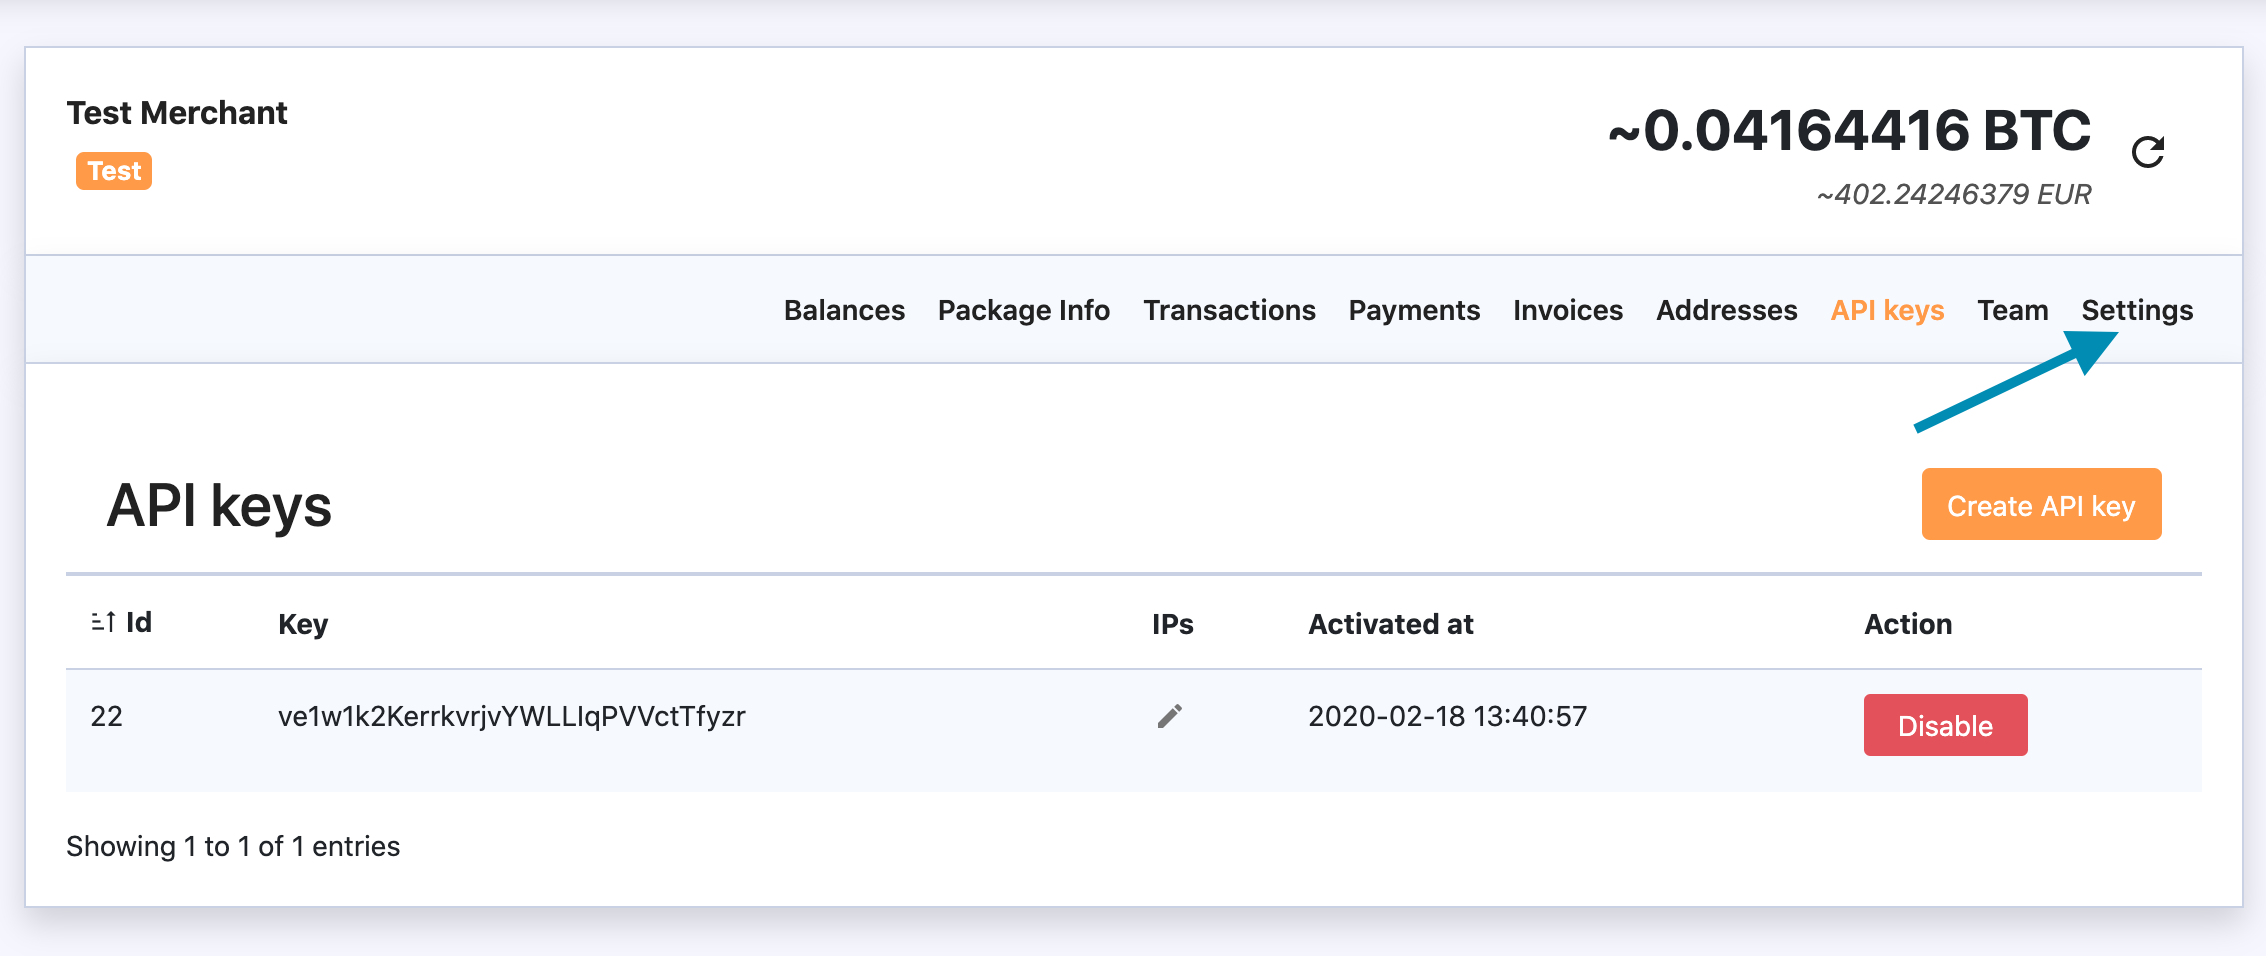 Test Merchant
Test
~0.04164416 BTC
~402.24246379 EUR
Balances Package Info Transactions Payments Invoices Addresses API keys Team Settings
API keys
Create API key
Id Key IPs Activated at Action
22 ve1w1k2KerrkvrjvYWLLIqPVVctTfyzr 2020-02-18 13:40:57 Disable
Showing 1 to 1 of 1 entries